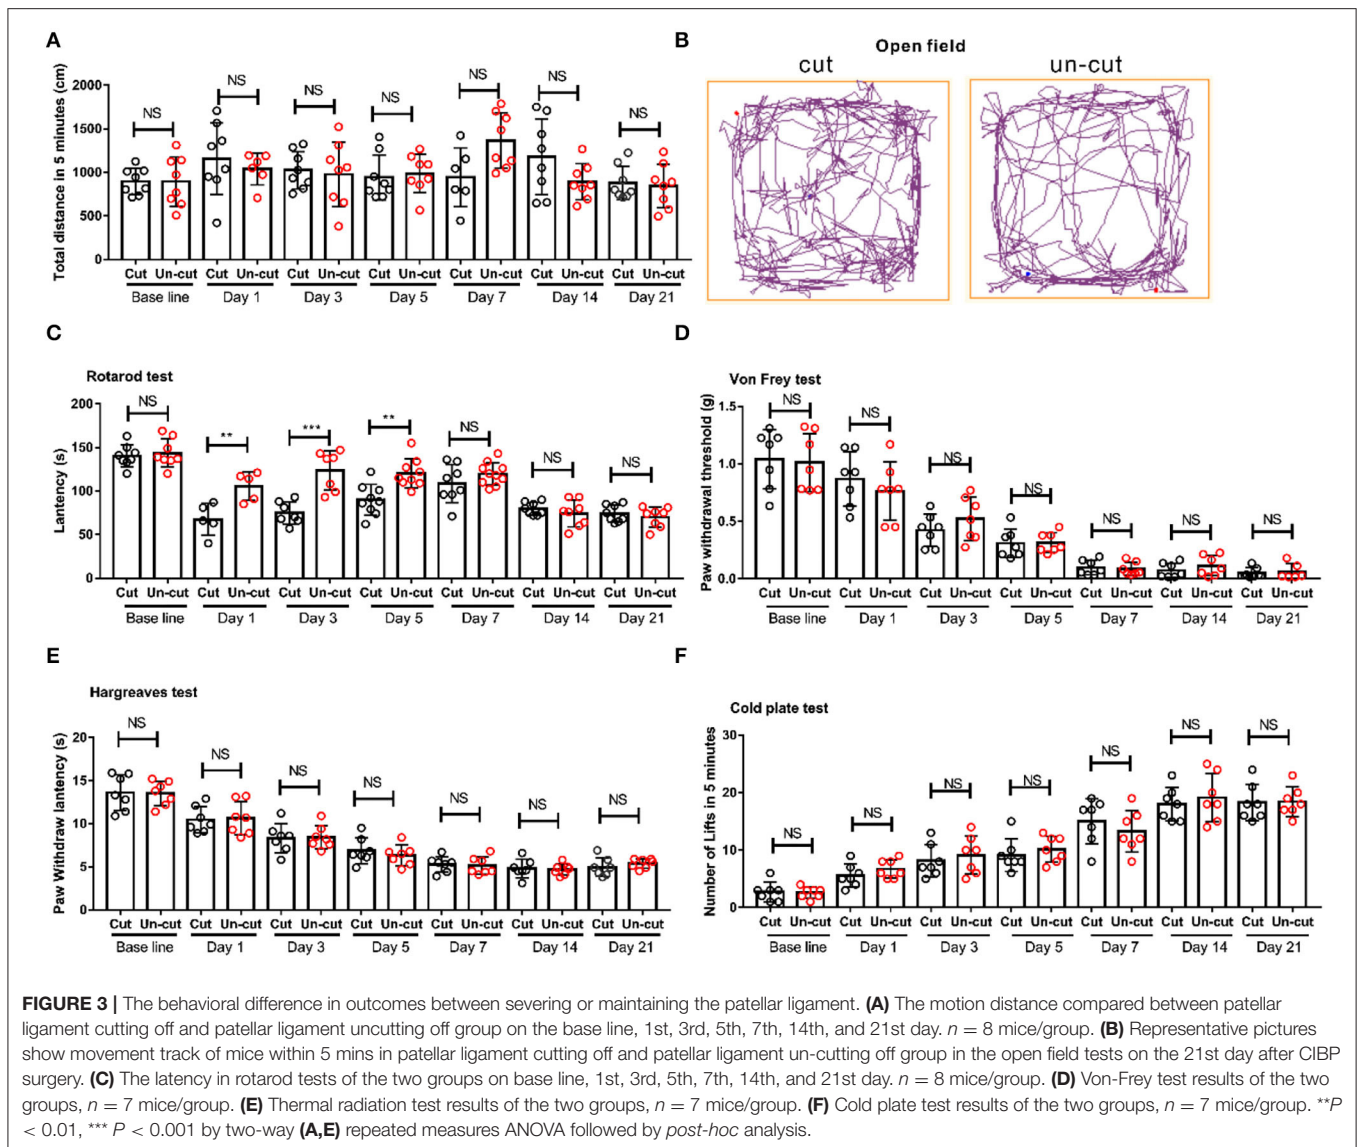 A
Total distance in 5 minutes (cm)
2000
1500
1000
500
0
NS NS NS NS NS NS NS
Cut Un-cut Cut Un-cut Cut Un-cut Cut Un-cut Cut Un-cut Cut Un-cut Cut Un-cut
Base line Day 1 Day 3 Day 5 Day 7 Day 14 Day 21
B
Open field
cut un-cut
C
Rotarod test
Lantency (s)
200
150
100
50
0
NS ** *** ** NS NS NS
Cut Un-cut Cut Un-cut Cut Un-cut Cut Un-cut Cut Un-cut Cut Un-cut Cut Un-cut
Base line Day 1 Day 3 Day 5 Day 7 Day 14 Day 21
D
Von Frey test
Paw withdrawal threshold (g)
1.5
1.0
0.5
0.0
NS NS NS NS NS NS NS
Cut Un-cut Cut Un-cut Cut Un-cut Cut Un-cut Cut Un-cut Cut Un-cut Cut Un-cut
Base line Day 1 Day 3 Day 5 Day 7 Day 14 Day 21
E
Hargreaves test
Paw Withdraw lantency (s)
20
15
10
5
0
NS NS NS NS NS NS NS
Cut Un-cut Cut Un-cut Cut Un-cut Cut Un-cut Cut Un-cut Cut Un-cut Cut Un-cut
Base line Day 1 Day 3 Day 5 Day 7 Day 14 Day 21
F
Cold plate test
Number of Lifts in 5 minutes
30
20
10
0
NS NS NS NS NS NS NS
Cut Un-cut Cut Un-cut Cut Un-cut Cut Un-cut Cut Un-cut Cut Un-cut Cut Un-cut
Base line Day 1 Day 3 Day 5 Day 7 Day 14 Day 21
FIGURE 3 | The behavioral difference in outcomes between severing or maintaining the patellar ligament. (A) The motion distance compared between patellar
ligament cutting off and patellar ligament uncutting off group on the base line, 1st, 3rd, 5th, 7th, 14th, and 21st day. n = 8 mice/group. (B) Representative pictures
show movement track of mice within 5 mins in patellar ligament cutting off and patellar ligament un-cutting off group in the open field tests on the 21st day after CIBP
surgery. (C) The latency in rotarod tests of the two groups on base line, 1st, 3rd, 5th, 7th, 14th, and 21st day. n = 8 mice/group. (D) Von-Frey test results of the two
groups, n = 7 mice/group. (E) Thermal radiation test results of the two groups, n = 7 mice/group. (F) Cold plate test results of the two groups, n = 7 mice/group. **P
< 0.01, *** P < 0.001 by two-way (A,E) repeated measures ANOVA followed by post-hoc analysis.